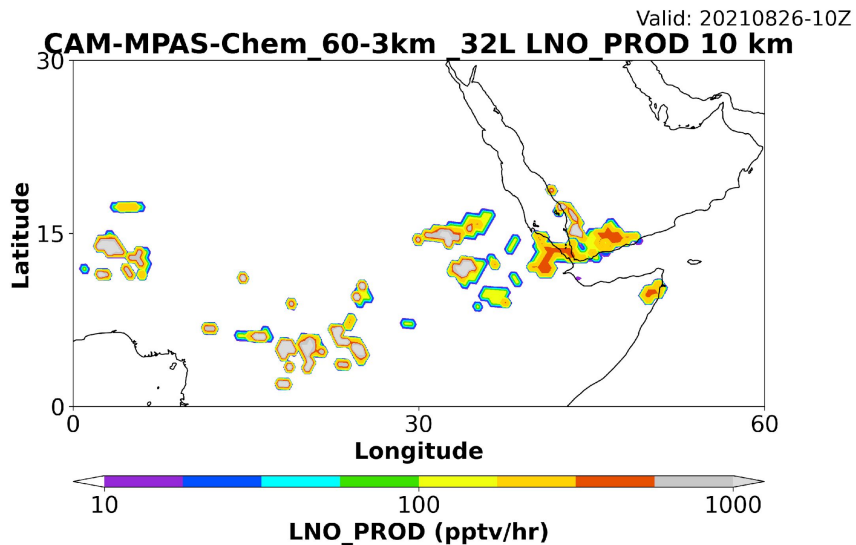 Valid: 20210826-10Z
CAM-MPAS-Chem_60-3km _32L LNO_PROD 10 km
30
15
0
Latitude
0 30 60
Longitude
10 100 1000
LNO_PROD (pptv/hr)